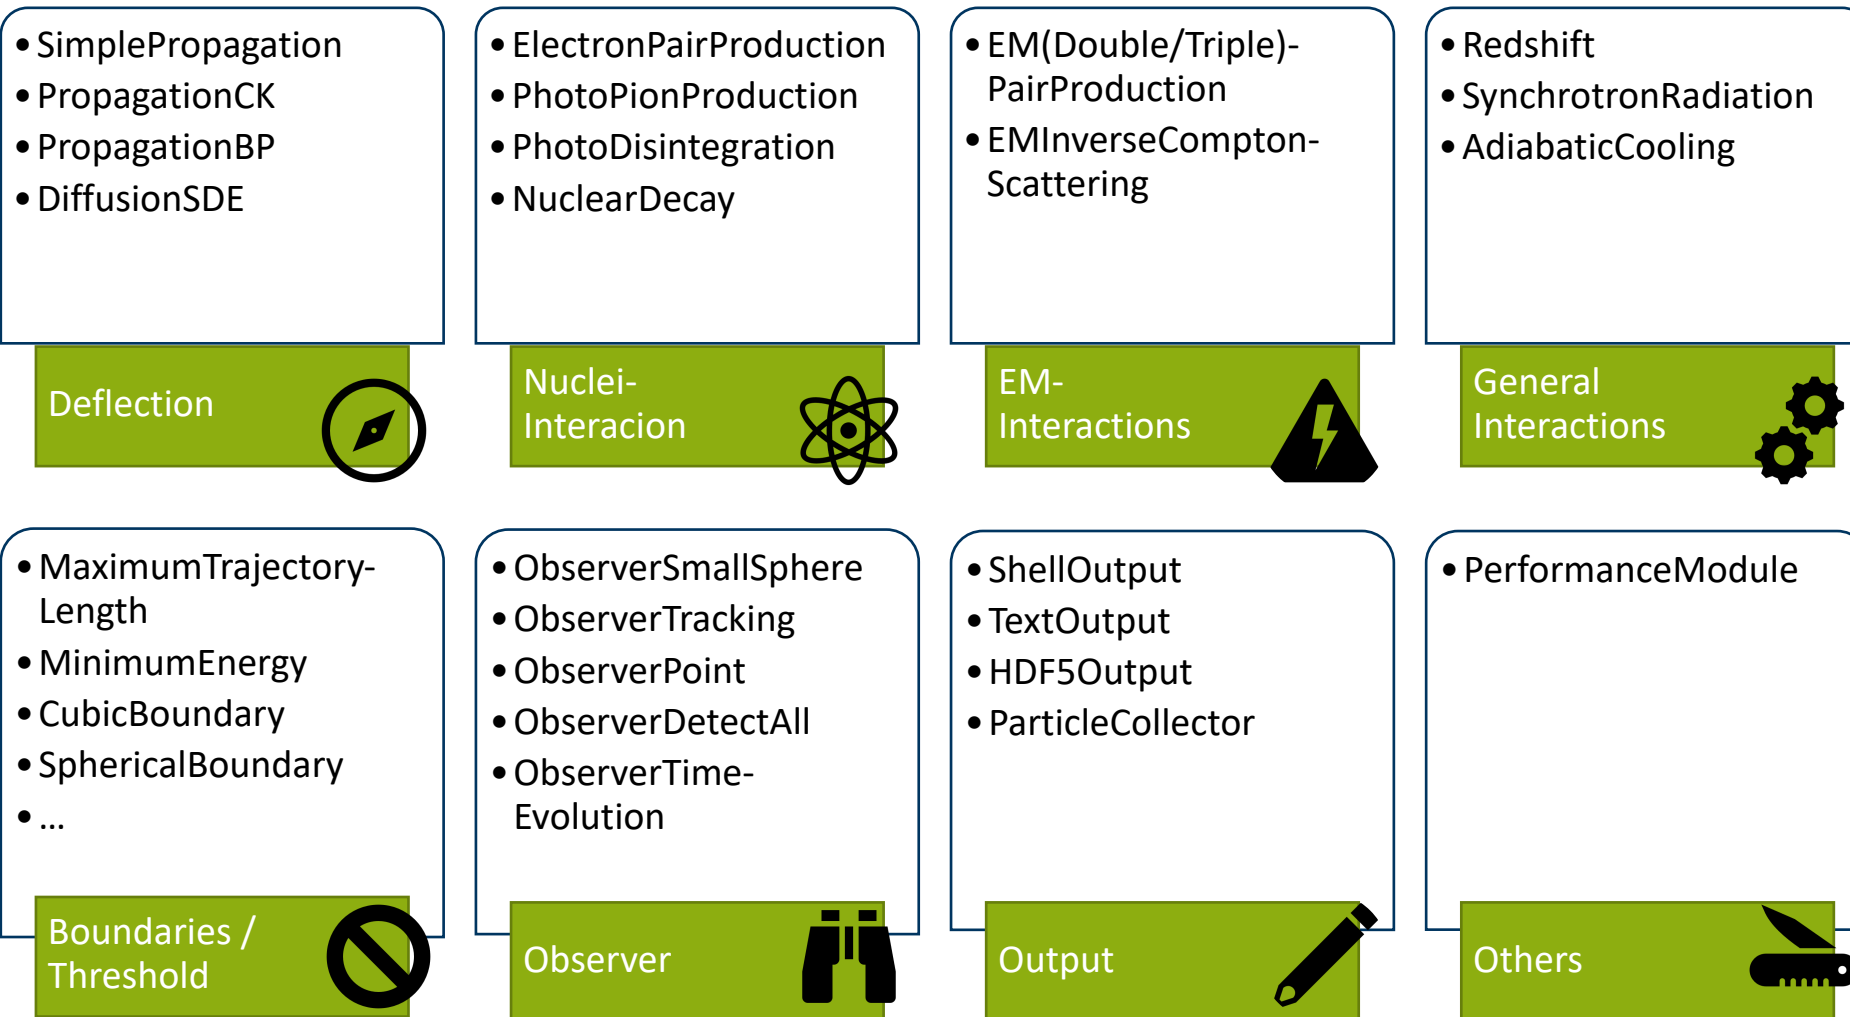 • SimplePropagation
• PropagationCK
• PropagationBP
• DiffusionSDE
Deflection
• ElectronPairProduction
• PhotoPionProduction
• PhotoDisintegration
• NuclearDecay
Nuclei-
Interacion
• EM(Double/Triple)-
PairProduction
• EMInverseCompton-
Scattering
EM-
Interactions
• Redshift
• SynchrotronRadiation
• AdiabaticCooling
General
Interactions
• MaximumTrajectory-
Length
• MinimumEnergy
• CubicBoundary
• SphericalBoundary
• ...
Boundaries /
Threshold
• ObserverSmallSphere
• ObserverTracking
• ObserverPoint
• ObserverDetectAll
• ObserverTime-
Evolution
Observer
• ShellOutput
• TextOutput
• HDF5Output
• ParticleCollector
Output
• PerformanceModule
Others